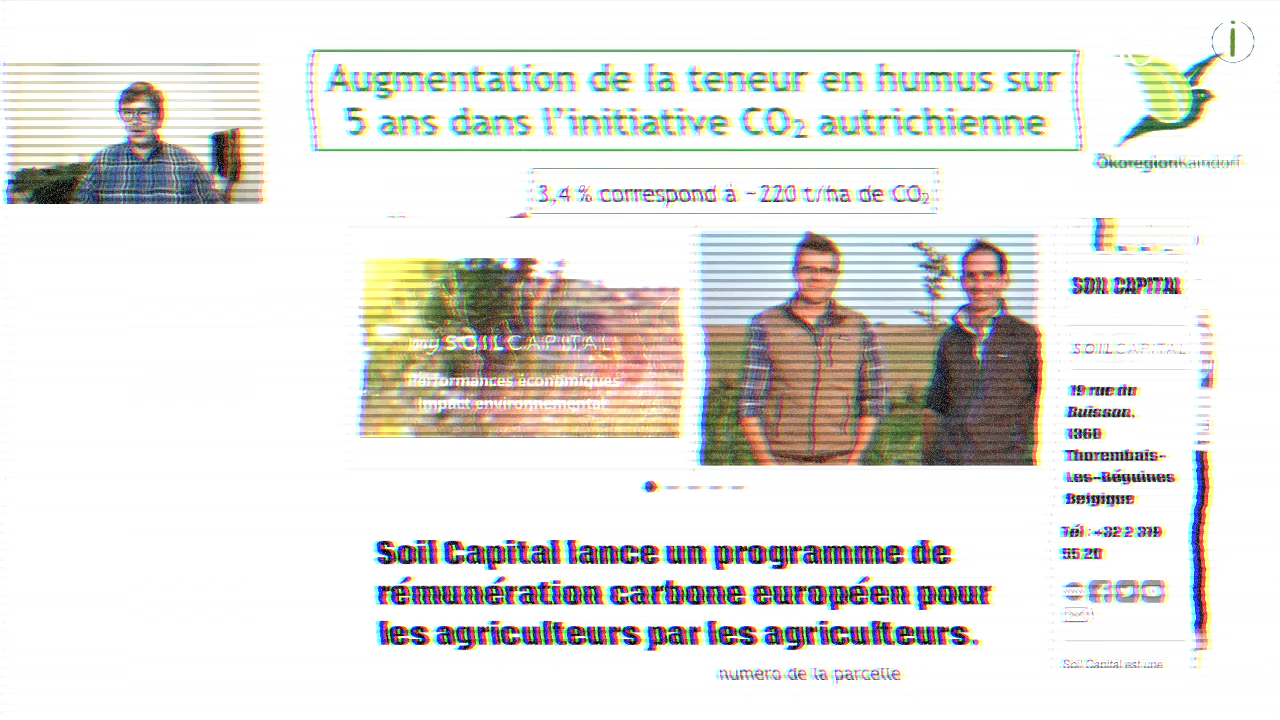 Augmentation de la teneur en humus sur
5 ans dans l'initiative CO₂ autrichienne
i
ÖkoregionKaindorf
3,4 % correspond à ~220 t/ha de CO₂
my SOILCAPITAL
Performances économiques
Impact environnemental
SOIL CAPITAL
SOILCAPITAL
19 rue du
Buisson,
1360
Thorembais-
Les-Béguines
Belgique
Tél : +32 2 319
55 20
Soil Capital est une
Soil Capital lance un programme de
rémunération carbone européen pour
les agriculteurs par les agriculteurs.
numéro de la parcelle